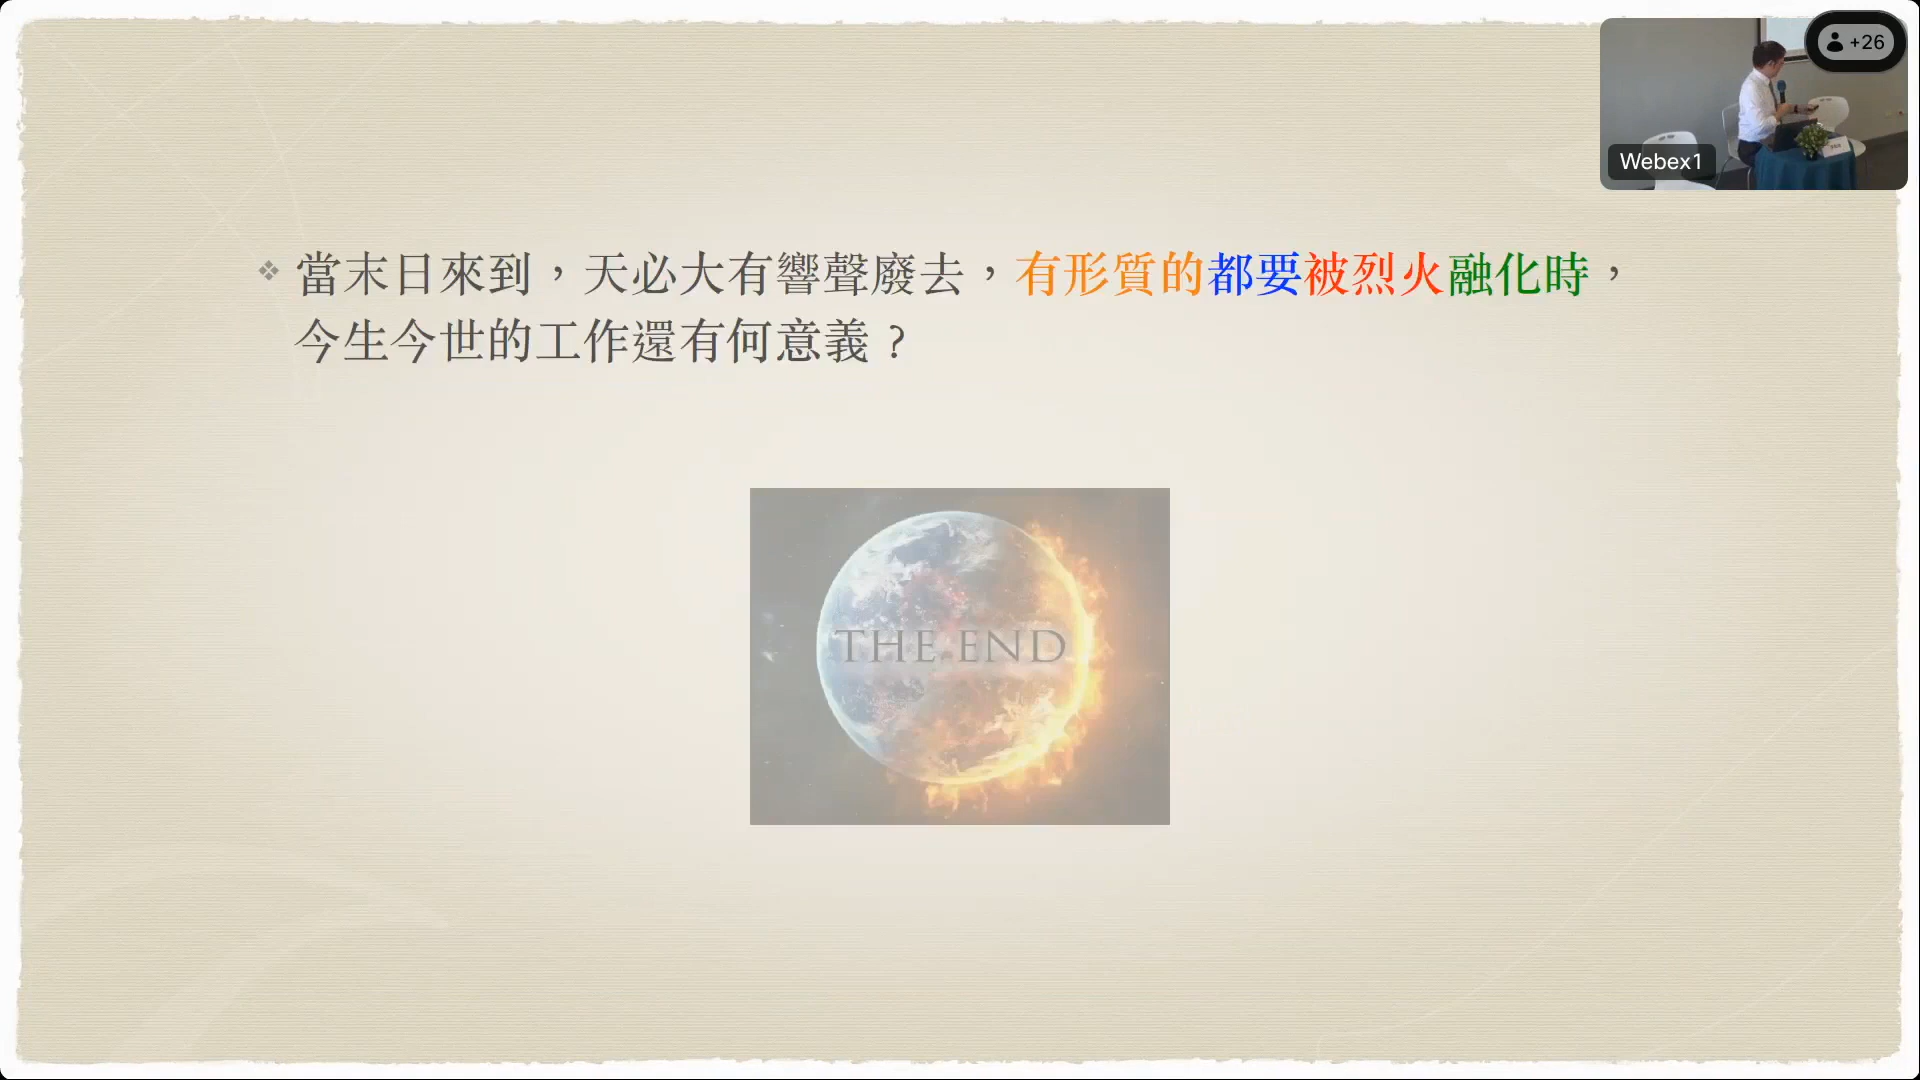 +26
Webex1
當末日來到，天必大有響聲廢去，有形質的都要被烈火融化時，
今生今世的工作還有何意義？
THE END